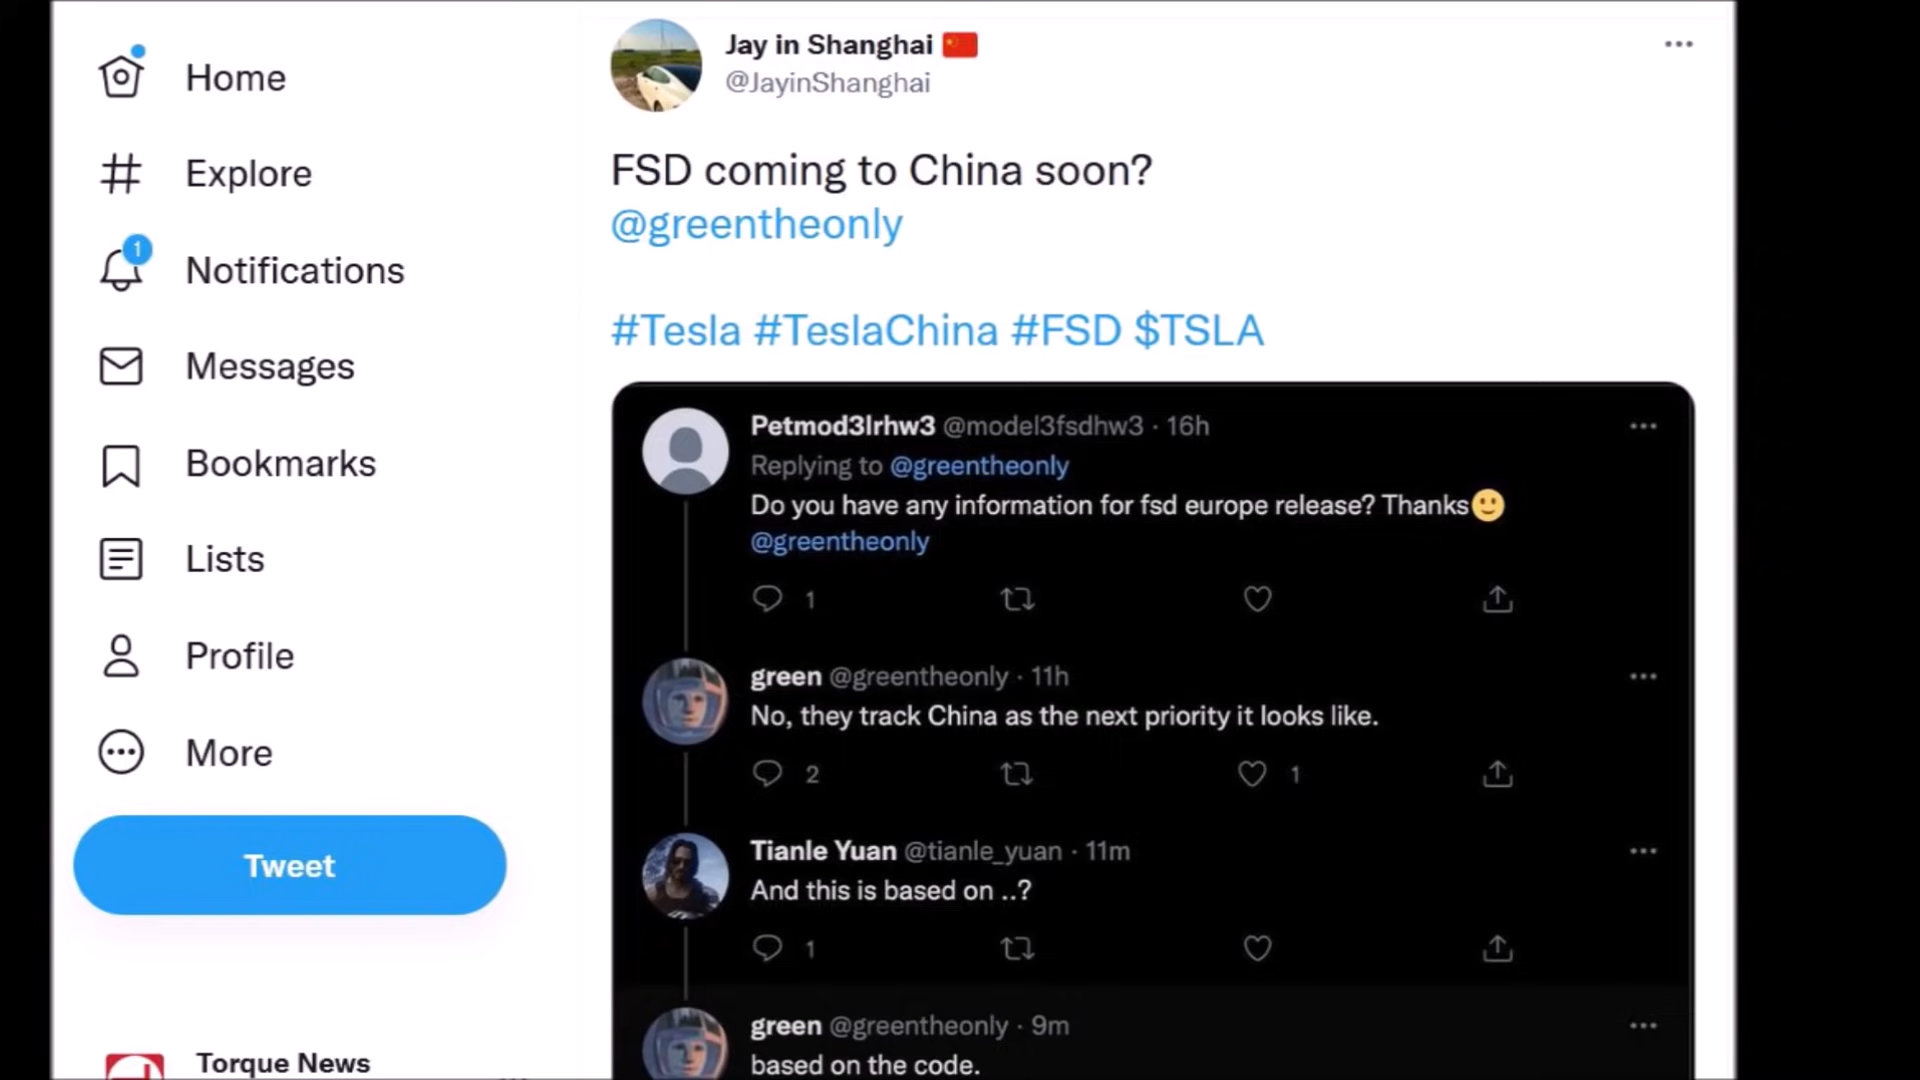 Home
Explore
1
Notifications
Messages
Bookmarks
Lists
Profile
More
Tweet
Torque News
Jay in Shanghai
@JayinShanghai
FSD coming to China soon?
@greentheonly
#Tesla #TeslaChina #FSD $TSLA
Petmod3lrhw3 @model3fsdhw3 · 16h
Replying to @greentheonly
Do you have any information for fsd europe release? Thanks
@greentheonly
1
green @greentheonly · 11h
No, they track China as the next priority it looks like.
2 1
Tianle Yuan @tianle_yuan · 11m
And this is based on ..?
1
green @greentheonly · 9m
based on the code.